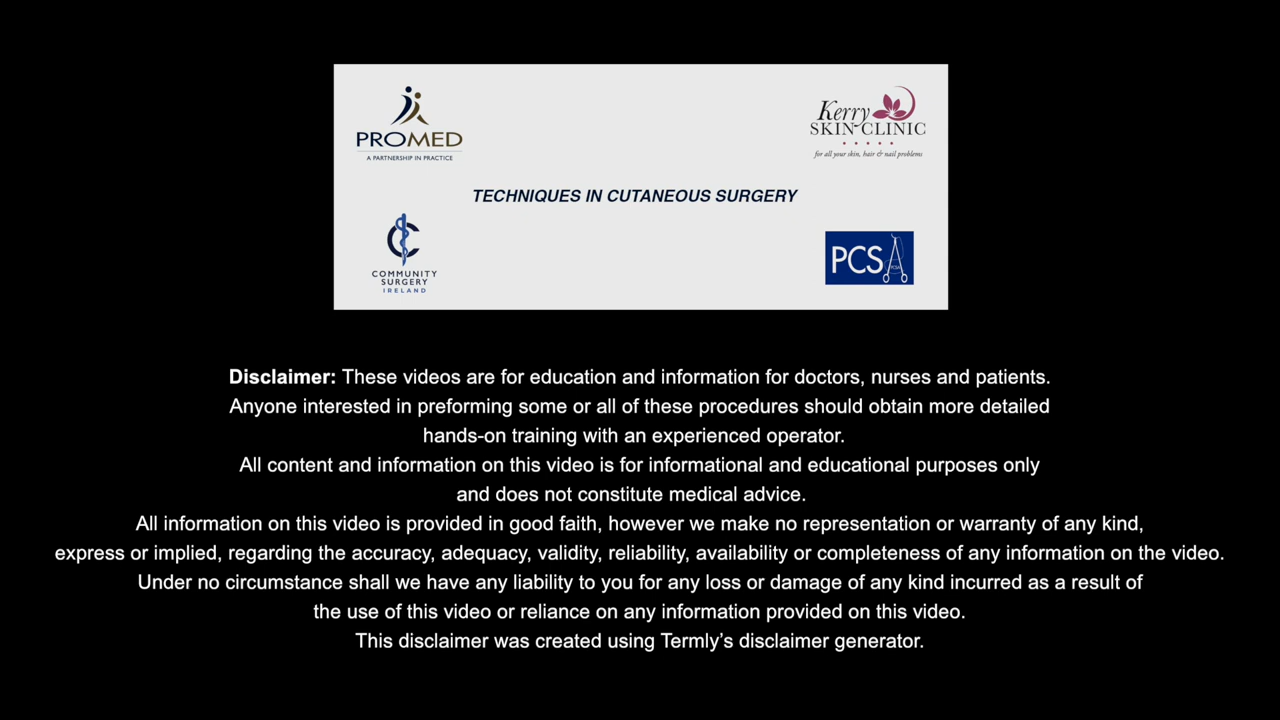 PROMED
A PARTNERSHIP IN PRACTICE
Kerry
SKIN CLINIC
for all your skin, hair & nail problems
TECHNIQUES IN CUTANEOUS SURGERY
COMMUNITY
SURGERY
IRELAND
PCS
Disclaimer: These videos are for education and information for doctors, nurses and patients.
Anyone interested in preforming some or all of these procedures should obtain more detailed
hands-on training with an experienced operator.
All content and information on this video is for informational and educational purposes only
and does not constitute medical advice.
All information on this video is provided in good faith, however we make no representation or warranty of any kind,
express or implied, regarding the accuracy, adequacy, validity, reliability, availability or completeness of any information on the video.
Under no circumstance shall we have any liability to you for any loss or damage of any kind incurred as a result of
the use of this video or reliance on any information provided on this video.
This disclaimer was created using Termly’s disclaimer generator.